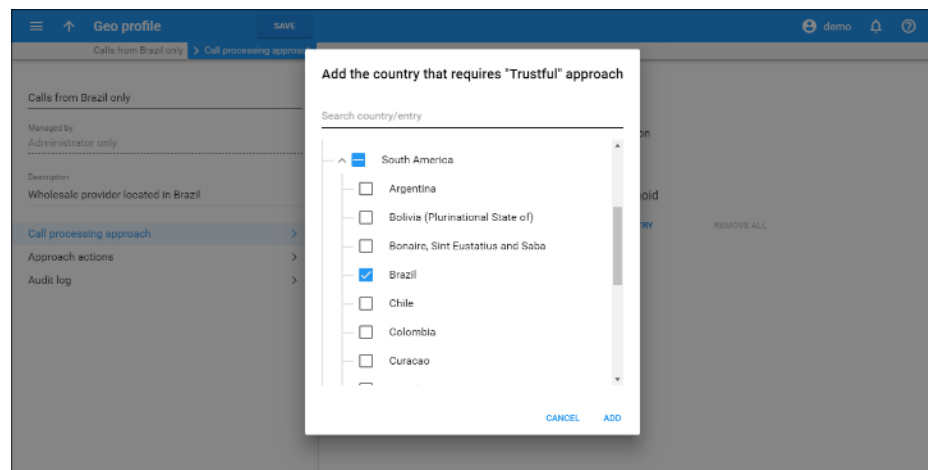 Geo profile
SAVE
demo
Calls from Brazil only
Call processing approach
Calls from Brazil only
Managed by
Administrator only
Description
Wholesale provider located in Brazil
Call processing approach
Approach actions
Audit log
Add the country that requires "Trustful" approach
Search country/entry
South America
Argentina
Bolivia (Plurinational State of)
Bonaire, Sint Eustatius and Saba
Brazil
Chile
Colombia
Curacao
REMOVE ALL
CANCEL
ADD